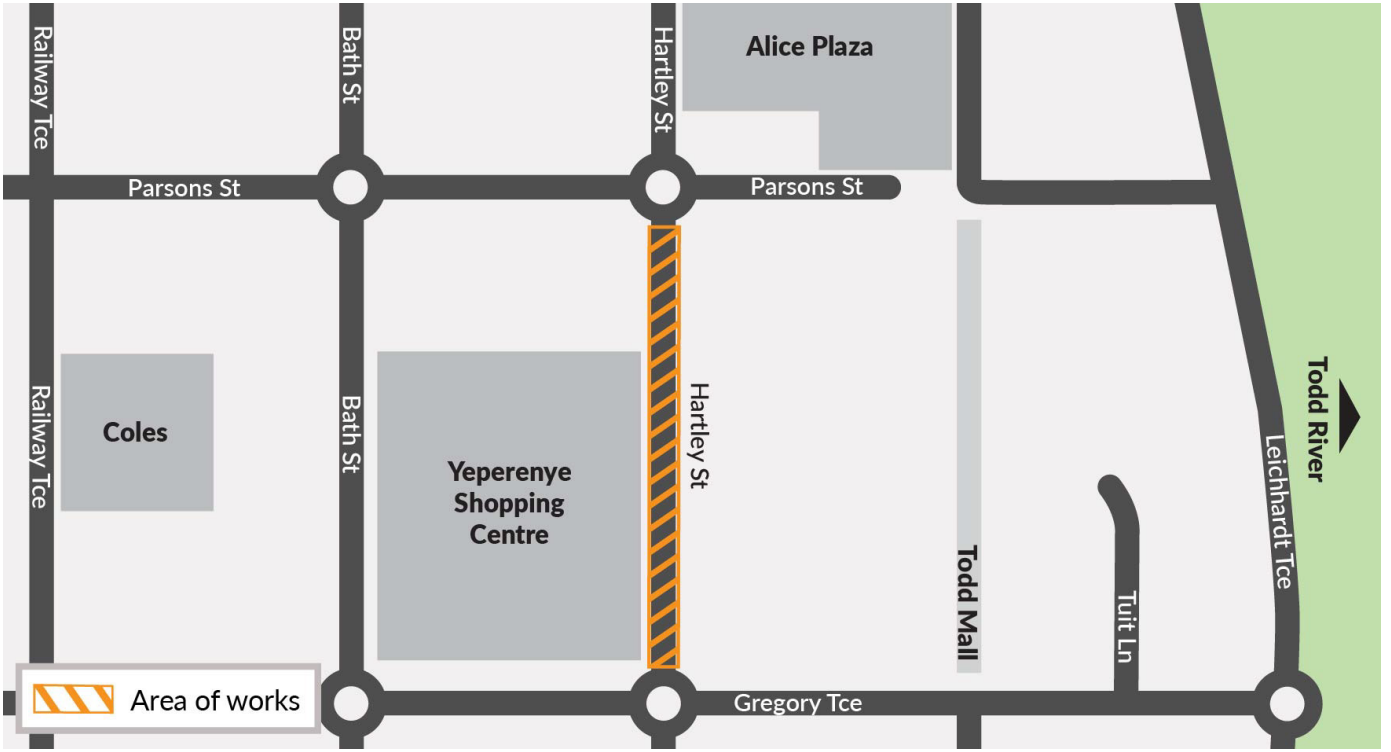 Railway Tce
Bath St
Hartley St
Alice Plaza
Parsons St
Parsons St
Coles
Railway Tce
Bath St
Yeperenye
Shopping
Centre
Hartley St
Todd Mall
Tuit Ln
Leichhardt Tce
Todd River
Area of works
Gregory Tce